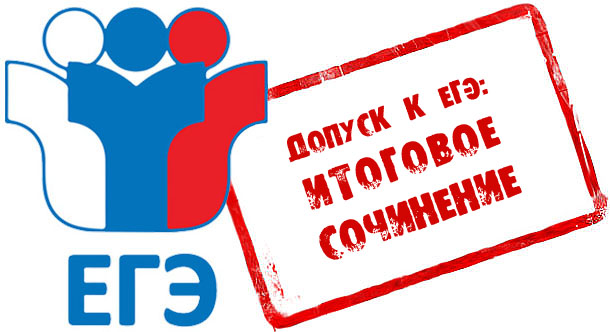 ЕГЭ
Допуск к егэ:
итоговое
сочинение